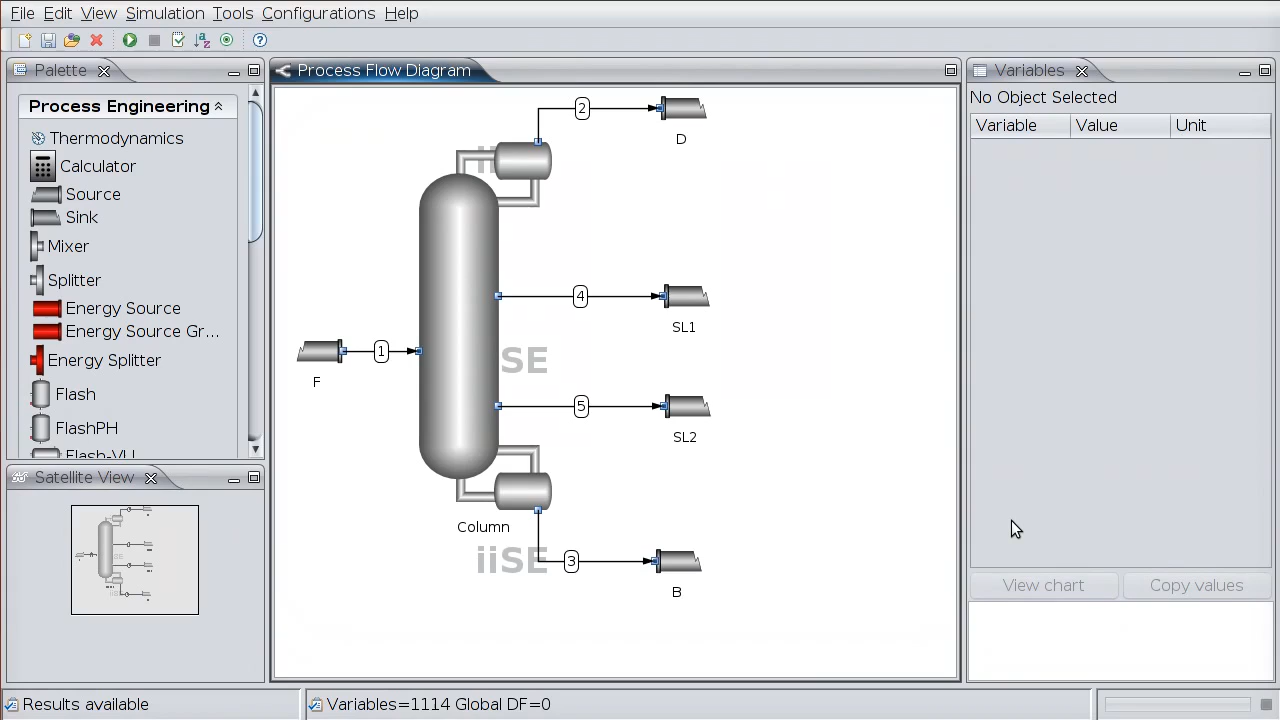 File Edit View Simulation Tools Configurations Help
Palette
Process Engineering
Thermodynamics
Calculator
Source
Sink
Mixer
Splitter
Energy Source
Energy Source Gr...
Energy Splitter
Flash
FlashPH
Flash-VLL
Satellite View
Process Flow Diagram
2
D
4
SL1
SE
1
F
5
SL2
Column
iiSE
3
B
Variables
No Object Selected
Variable Value Unit
View chart Copy values
Results available
Variables=1114 Global DF=0